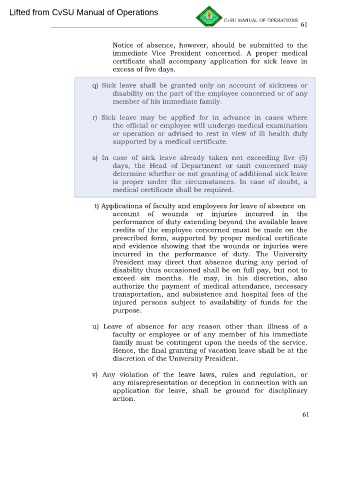 Lifted from CvSU Manual of Operations
CvSU MANUAL OF OPERATIONS
61
Notice of absence, however, should be submitted to the
immediate Vice President concerned. A proper medical
certificate shall accompany application for sick leave in
excess of five days.
q) Sick leave shall be granted only on account of sickness or
disability on the part of the employee concerned or of any
member of his immediate family.
r) Sick leave may be applied for in advance in cases where
the official or employee will undergo medical examination
or operation or advised to rest in view of ill health duly
supported by a medical certificate.
s) In case of sick leave already taken not exceeding five (5)
days, the Head of Department or unit concerned may
determine whether or not granting of additional sick leave
is proper under the circumstances. In case of doubt, a
medical certificate shall be required.
t) Applications of faculty and employees for leave of absence on
account of wounds or injuries incurred in the
performance of duty extending beyond the available leave
credits of the employee concerned must be made on the
prescribed form, supported by proper medical certificate
and evidence showing that the wounds or injuries were
incurred in the performance of duty. The University
President may direct that absence during any period of
disability thus occasioned shall be on full pay, but not to
exceed six months. He may, in his discretion, also
authorize the payment of medical attendance, necessary
transportation, and subsistence and hospital fees of the
injured persons subject to availability of funds for the
purpose.
u) Leave of absence for any reason other than illness of a
faculty or employee or of any member of his immediate
family must be contingent upon the needs of the service.
Hence, the final granting of vacation leave shall be at the
discretion of the University President.
v) Any violation of the leave laws, rules and regulation, or
any misrepresentation or deception in connection with an
application for leave, shall be ground for disciplinary
action.
61